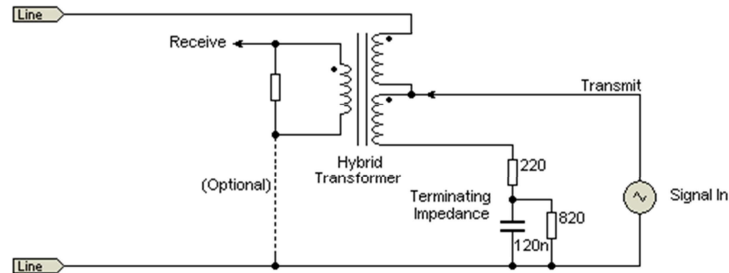 Line
Receive
Transmit
Hybrid
Transformer
(Optional)
220
Terminating
Impedance
820
120n
Signal In
Line